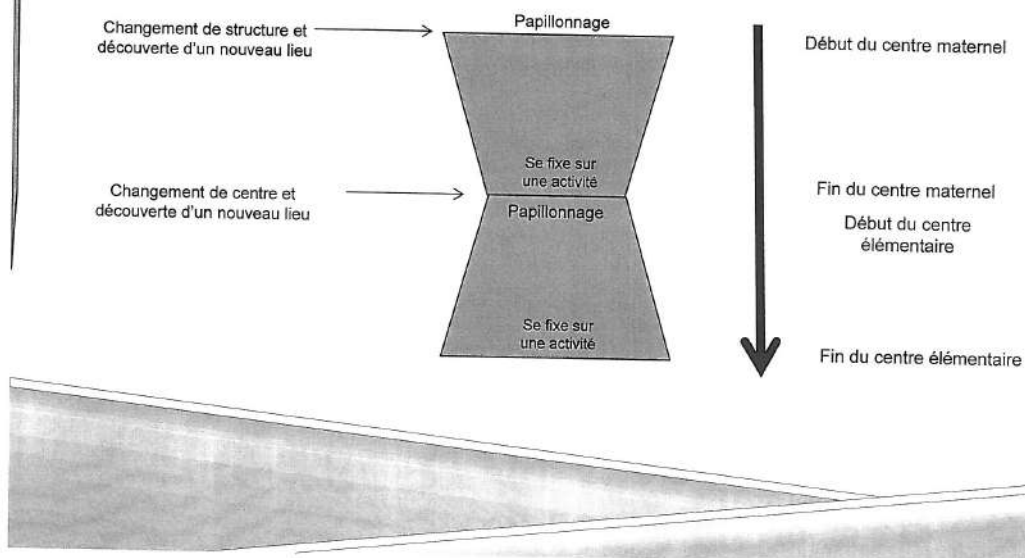 Papillonnage
Changement de structure et
découverte d'un nouveau lieu
Début du centre maternel
Se fixe sur
une activité
Changement de centre et
découverte d'un nouveau lieu
Papillonnage
Fin du centre maternel
Début du centre
élémentaire
Se fixe sur
une activité
Fin du centre élémentaire